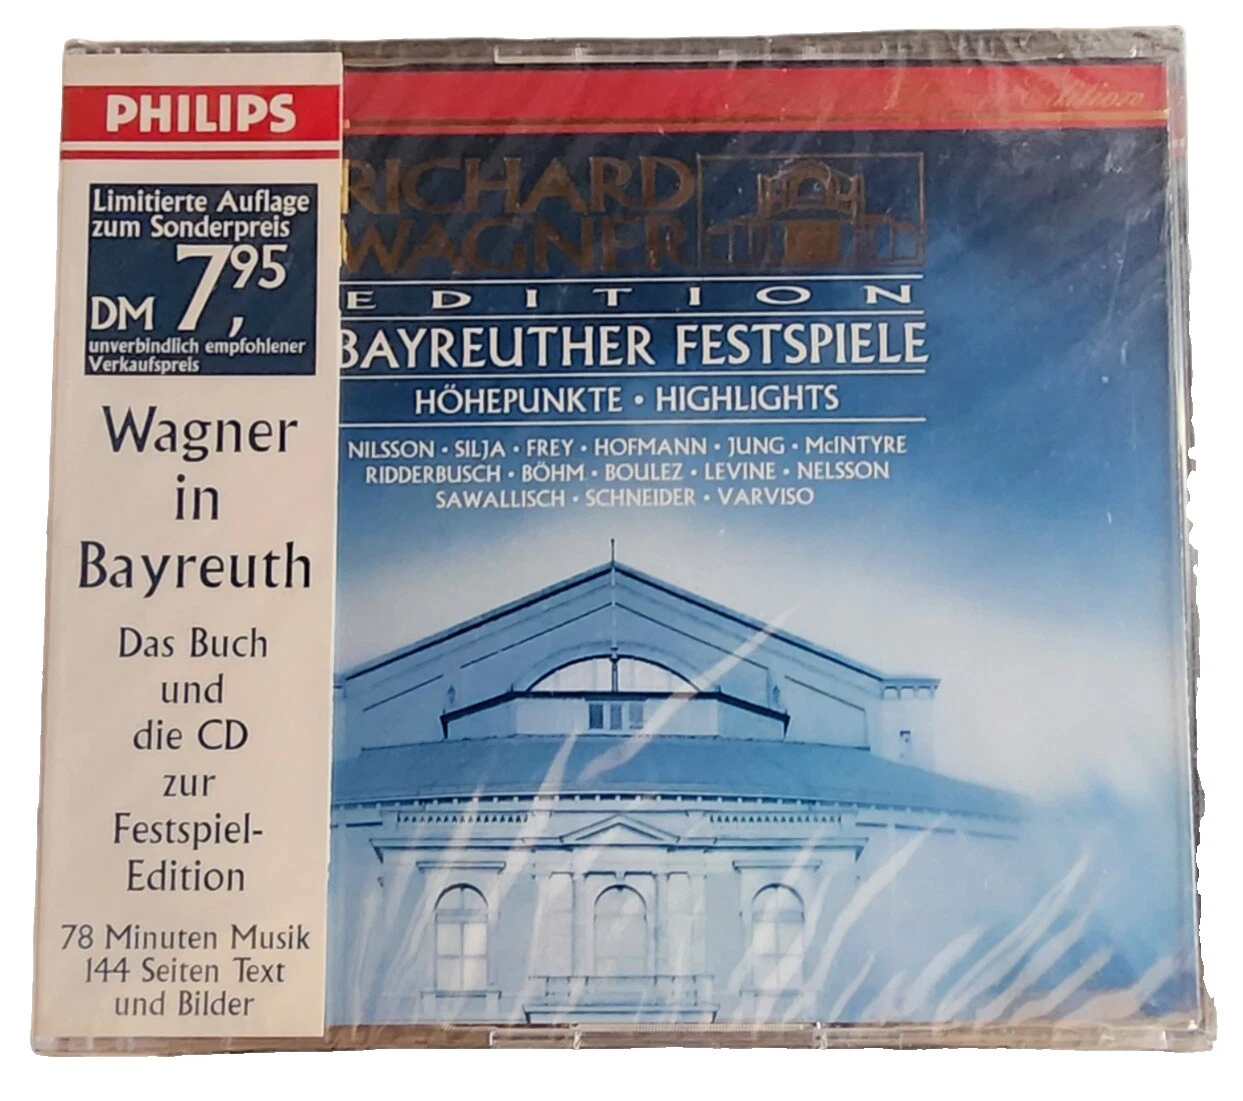 PHILIPS
Limitierte Auflage
zum Sonderpreis
DM 7,95
unverbindlich empfohlener
Verkaufspreis
Wagner
in
Bayreuth
Das Buch
und
die CD
zur
Festspiel-
Edition
78 Minuten Musik
144 Seiten Text
und Bilder
Edition
RICHARD
WAGNER
EDITION
BAYREUTHER FESTSPIELE
HÖHEPUNKTE • HIGHLIGHTS
NILSSON • SILJA • FREY • HOFMANN • JUNG • McINTYRE
RIDDERBUSCH • BÖHM • BOULEZ • LEVINE • NELSSON
SAWALLISCH • SCHNEIDER • VARVISO